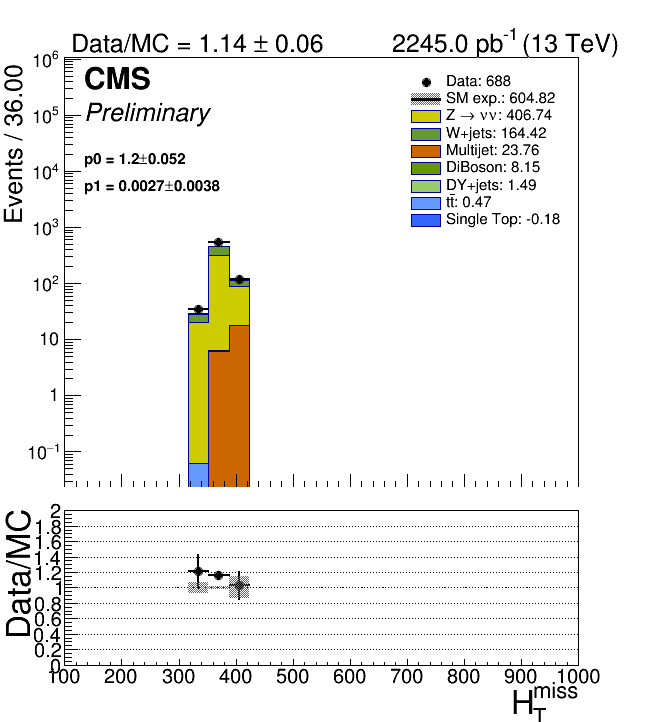 Data/MC = 1.14 ± 0.06
2245.0 pb⁻¹ (13 TeV)
Events / 36.00
10⁶
10⁵
10⁴
10³
10²
10
1
10⁻¹
CMS
Preliminary
p0 = 1.2±0.052
p1 = 0.0027±0.0038
Data: 688
SM exp.: 604.82
Z → νν: 406.74
W+jets: 164.42
Multijet: 23.76
DiBoson: 8.15
DY+jets: 1.49
tt̄: 0.47
Single Top: -0.18
Data/MC
2
1.8
1.6
1.4
1.2
1
0.8
0.6
0.4
0.2
0
100 200 300 400 500 600 700 800 900 1000
H_T^miss